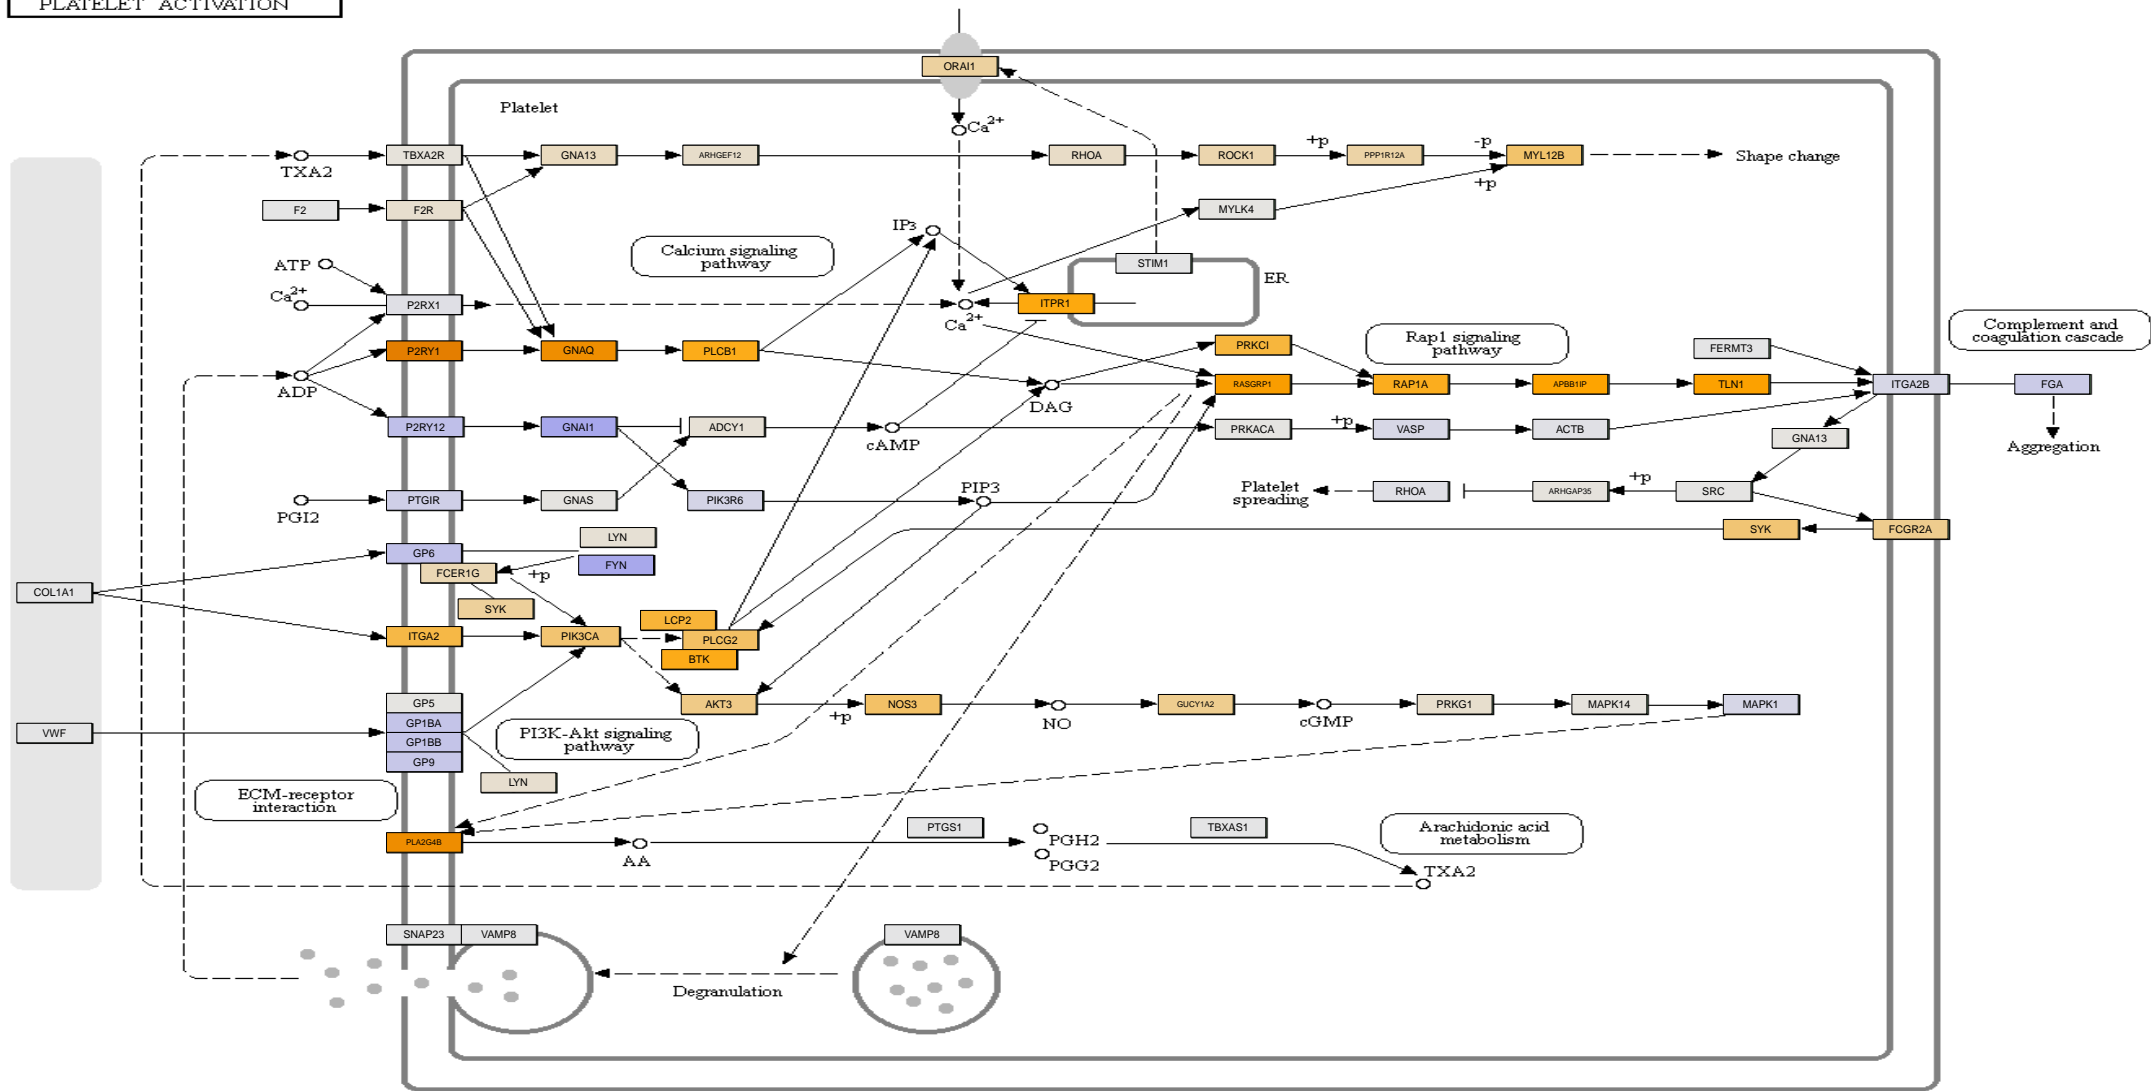 PLATELET ACTIVATION
ORAI1
Platelet
Ca2+
TXA2
TBXA2R
GNA13
ARHGEF12
RHOA
ROCK1
+p
PPP1R12A
-p
MYL12B
Shape change
+p
F2
F2R
MYLK4
IP3
Calcium signaling
pathway
ATP
Ca2+
P2RX1
STIM1
ER
ITPR1
Ca2+
Rap1 signaling
pathway
Complement and
coagulation cascade
P2RY1
GNAQ
PLCB1
PRKCI
FERMT3
ADP
DAG
RASGRP1
RAP1A
APBB1IP
TLN1
ITGA2B
FGA
P2RY12
GNAI1
ADCY1
cAMP
PRKACA
+p
VASP
ACTB
GNA13
Aggregation
PGI2
PTGIR
GNAS
PIK3R6
PIP3
Platelet
spreading
RHOA
ARHGAP35
+p
SRC
SYK
FCGR2A
LYN
GP6
FYN
FCER1G
+p
COL1A1
SYK
LCP2
ITGA2
PIK3CA
PLCG2
BTK
GP5
AKT3
+p
NOS3
NO
GUCY1A2
cGMP
PRKG1
MAPK14
MAPK1
VWF
GP1BA
GP1BB
GP9
PI3K-Akt signaling
pathway
LYN
ECM-receptor
interaction
PLA2G4B
AA
PTGS1
PGH2
PGG2
TBXAS1
Arachidonic acid
metabolism
TXA2
SNAP23
VAMP8
VAMP8
Degranulation